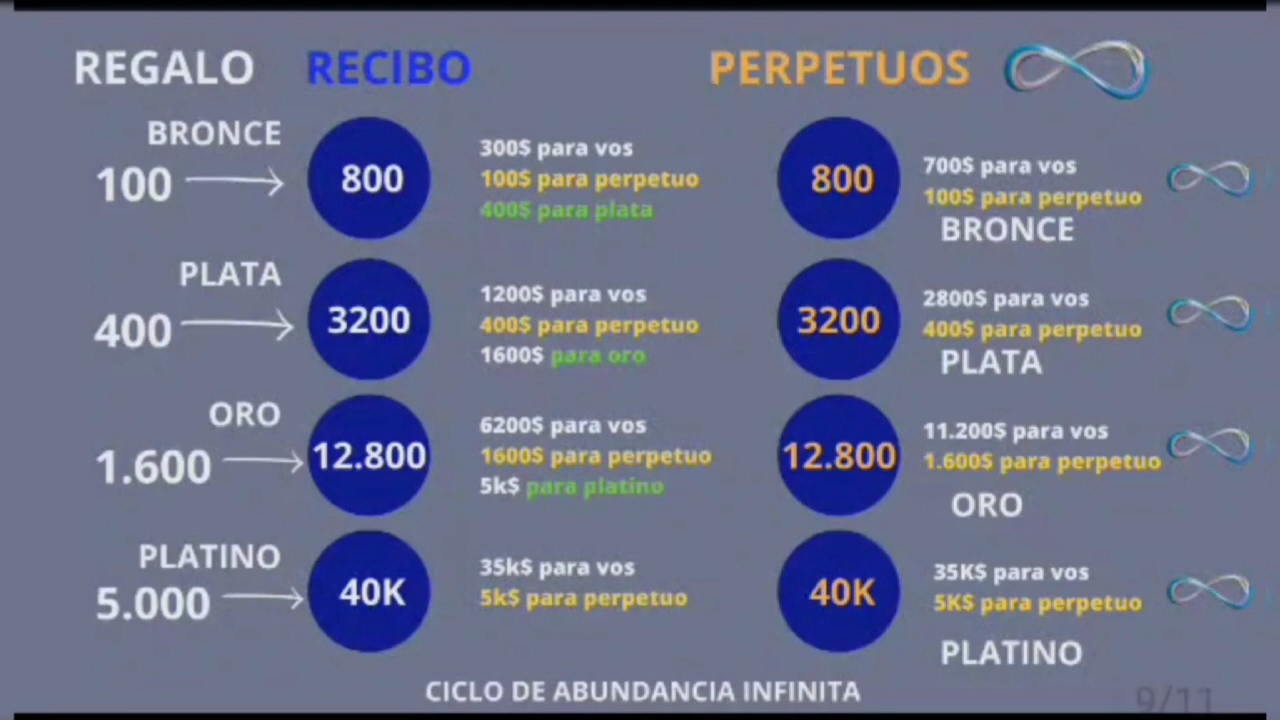 REGALO RECIBO PERPETUOS
BRONCE
100 800
300$ para vos
100$ para perpetuo
400$ para plata
800
700$ para vos
100$ para perpetuo
BRONCE
PLATA
400 3200
1200$ para vos
400$ para perpetuo
1600$ para oro
3200
2800$ para vos
400$ para perpetuo
PLATA
ORO
1.600 12.800
6200$ para vos
1600$ para perpetuo
5k$ para platino
12.800
11.200$ para vos
1.600$ para perpetuo
ORO
PLATINO
5.000 40K
35k$ para vos
5k$ para perpetuo
40K
35K$ para vos
5K$ para perpetuo
PLATINO
CICLO DE ABUNDANCIA INFINITA
9/11